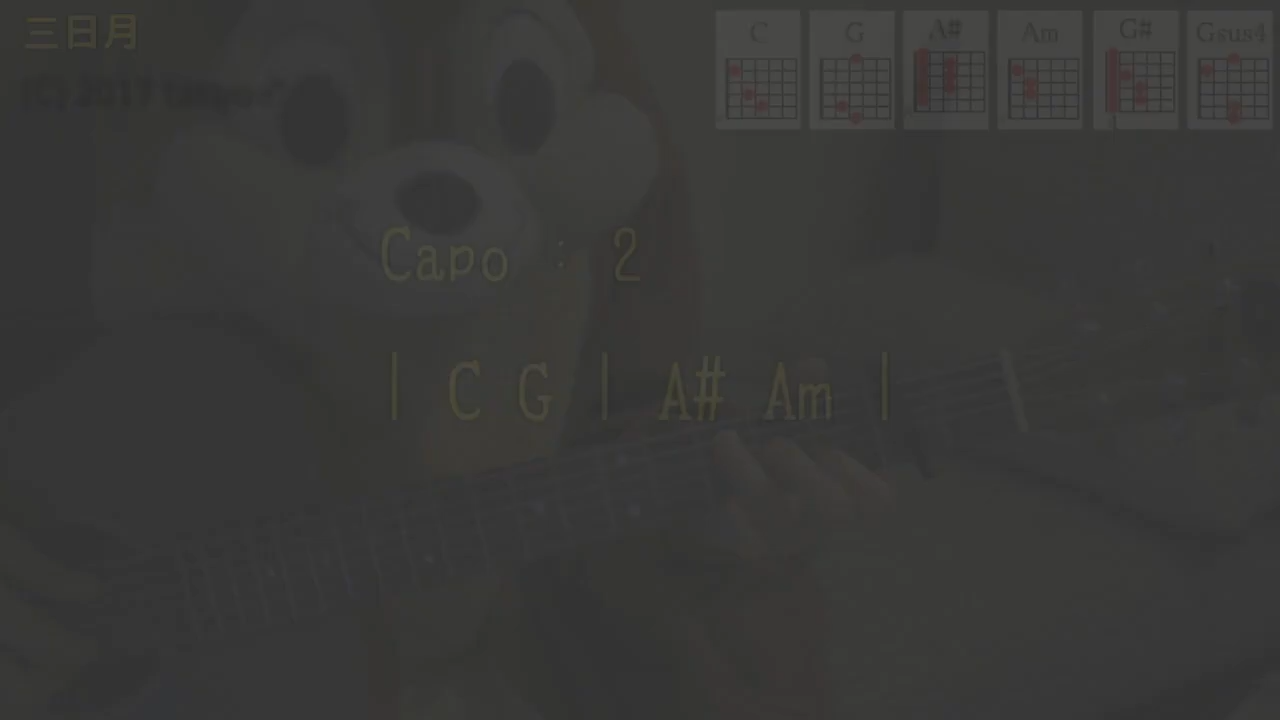 三日月
C G A# Am G# Gsus4
Capo : 2
| C G | A# Am |